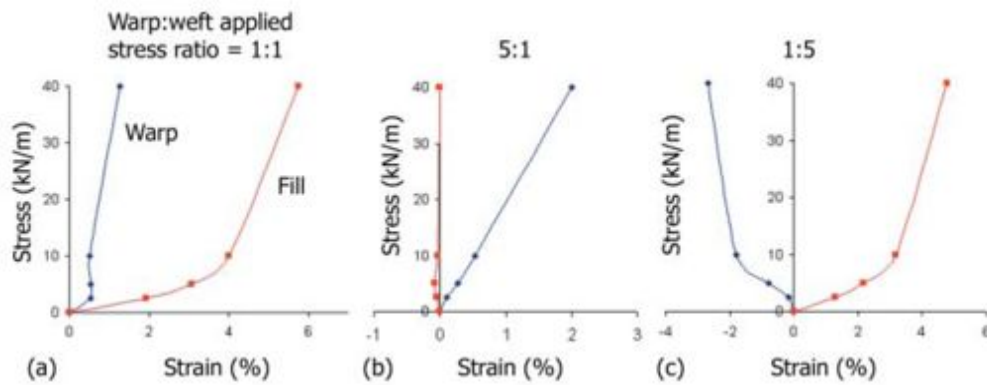 Warp:weft applied
stress ratio = 1:1
5:1
1:5
40
30
20
10
0
Stress (kN/m)
Warp
Fill
0 2 4 6
(a) Strain (%)
40
30
20
10
0
Stress (kN/m)
-1 0 1 2 3
(b) Strain (%)
40
30
20
10
0
Stress (kN/m)
-4 -2 0 2 4 6
(c) Strain (%)